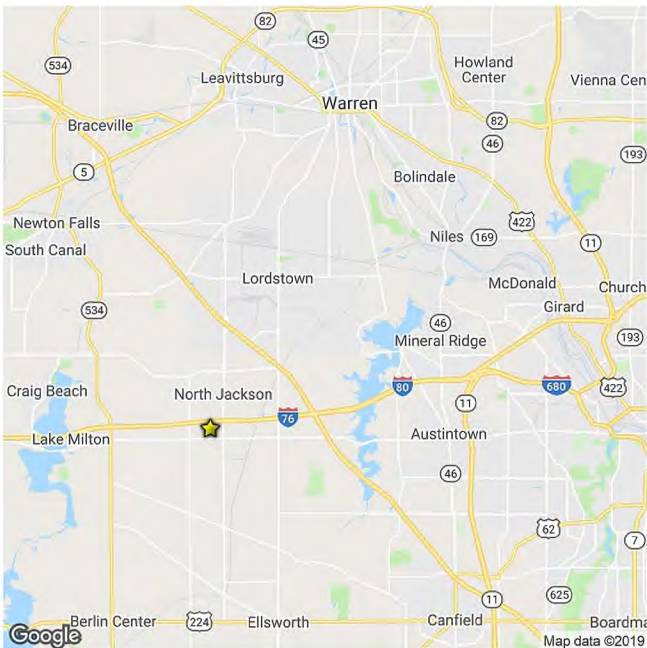 82
45
534
Howland
Center
Leavittsburg
Vienna Cen
Warren
82
Braceville
46
193
5
Bolindale
Newton Falls
422
Niles
169
11
South Canal
Lordstown
McDonald
Church
Girard
534
46
193
Mineral Ridge
Craig Beach
North Jackson
80
680
422
76
11
Lake Milton
Austintown
46
62
7
11
625
Berlin Center
224
Ellsworth
Canfield
Boardma
Google
Map data ©2019